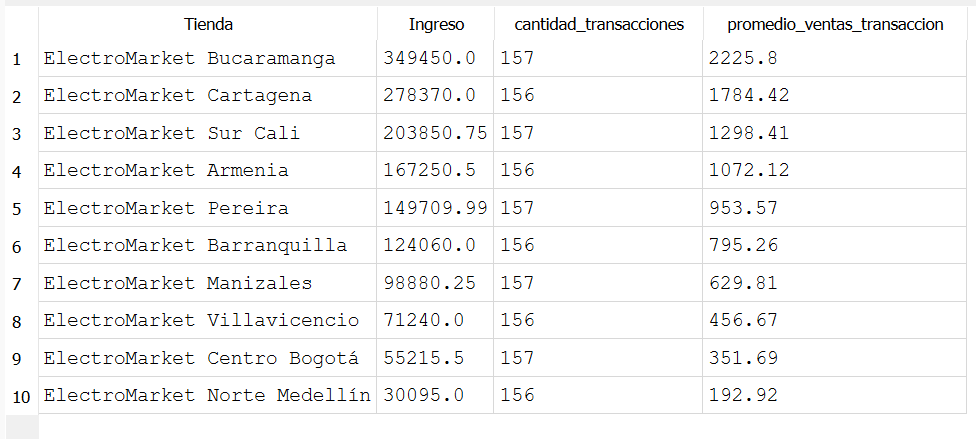 Tienda Ingreso cantidad_transacciones promedio_ventas_transaccion
1 ElectroMarket Bucaramanga 349450.0 157 2225.8
2 ElectroMarket Cartagena 278370.0 156 1784.42
3 ElectroMarket Sur Cali 203850.75 157 1298.41
4 ElectroMarket Armenia 167250.5 156 1072.12
5 ElectroMarket Pereira 149709.99 157 953.57
6 ElectroMarket Barranquilla 124060.0 156 795.26
7 ElectroMarket Manizales 98880.25 157 629.81
8 ElectroMarket Villavicencio 71240.0 156 456.67
9 ElectroMarket Centro Bogotá 55215.5 157 351.69
10 ElectroMarket Norte Medellín 30095.0 156 192.92